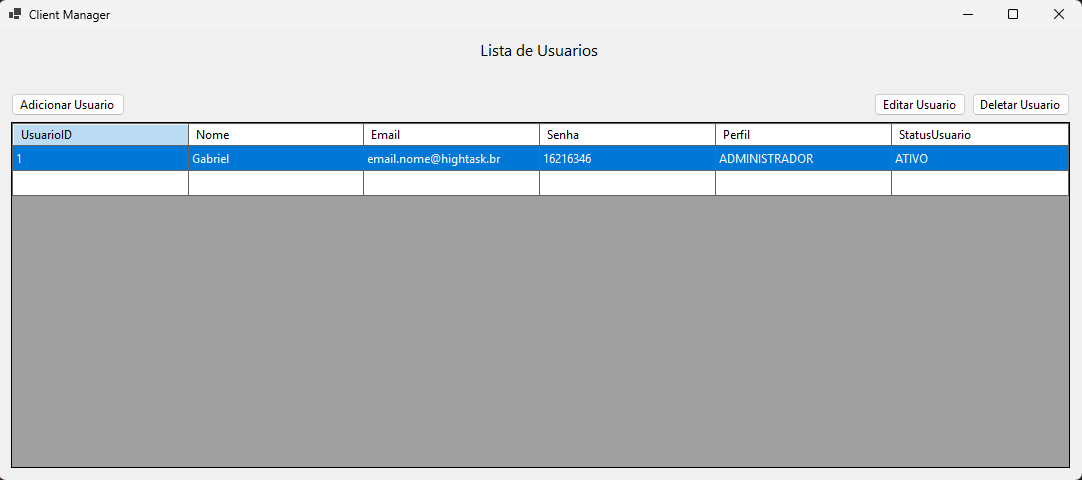 Client Manager
Lista de Usuarios
Adicionar Usuario Editar Usuario Deletar Usuario
UsuarioID Nome Email Senha Perfil StatusUsuario
1 Gabriel email.nome@hightask.br 16216346 ADMINISTRADOR ATIVO